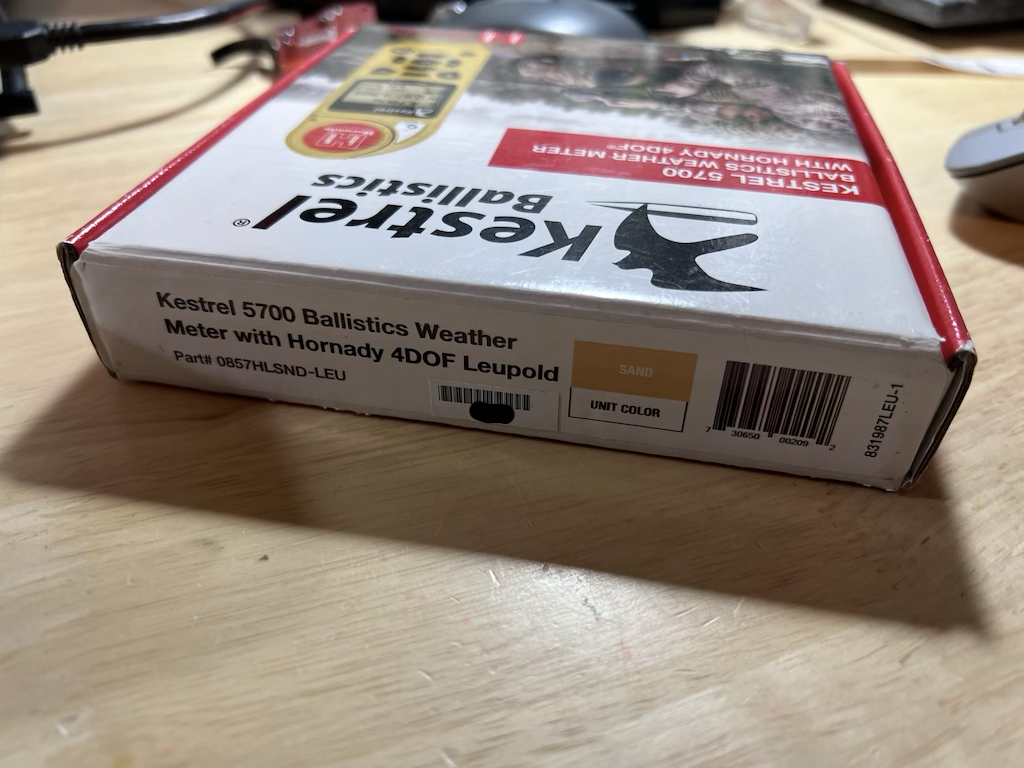 Kestrel®
Ballistics
KESTREL 5700
BALLISTICS WEATHER METER
WITH HORNADY 4DOF®
Hornady
Kestrel 5700 Ballistics Weather
Meter with Hornady 4DOF Leupold
Part# 0857HLSND-LEU
SAND
UNIT COLOR
7 30650 00209 2
831987LEU-1